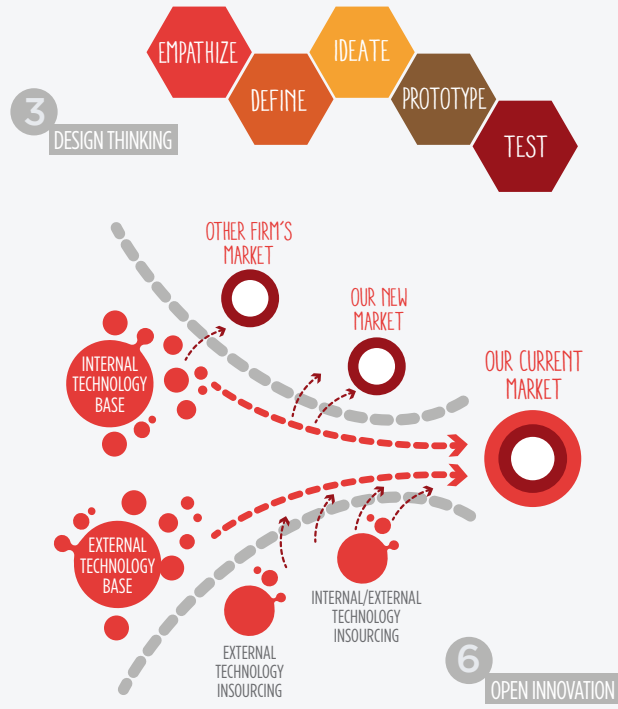 EMPATHIZE
DEFINE
IDEATE
PROTOTYPE
TEST
3
DESIGN THINKING
OTHER FIRM'S
MARKET
OUR NEW
MARKET
OUR CURRENT
MARKET
INTERNAL
TECHNOLOGY
BASE
EXTERNAL
TECHNOLOGY
BASE
EXTERNAL
TECHNOLOGY
INSOURCING
INTERNAL/EXTERNAL
TECHNOLOGY
INSOURCING
6
OPEN INNOVATION